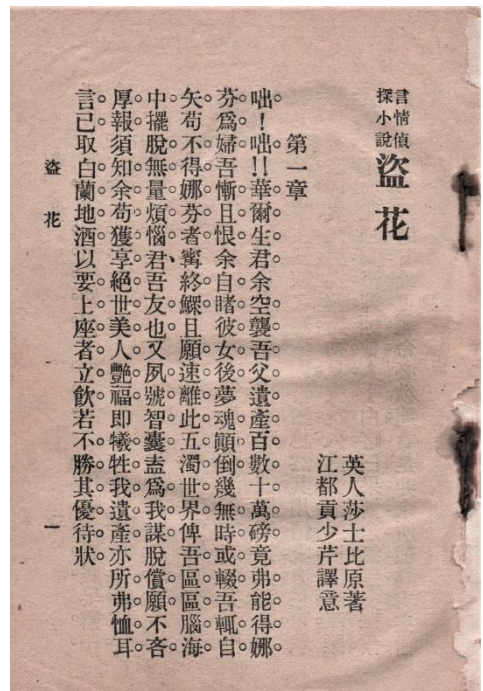 言情偵
探小說
盜花
英人莎士比原著
江都貢少芹譯意
第一章
咄！咄!!華爾生君余空襲吾父遺產百數十萬磅竟弗能得娜
芬爲婦吾慚且恨余自睹彼女後夢魂顚倒幾無時或輟吾輒自
矢苟不得娜芬者寗終鰥且願速離此五濁世界俾吾區區腦海
中擺脫無量煩惱君吾友也又夙號智囊盍爲我謀脫償願不吝
厚報須知余苟獲享絕世美人艷福即犧牲我遺產亦所弗恤耳
言已取白蘭地酒以要上座者立飲若不勝其優待狀
盜花
一